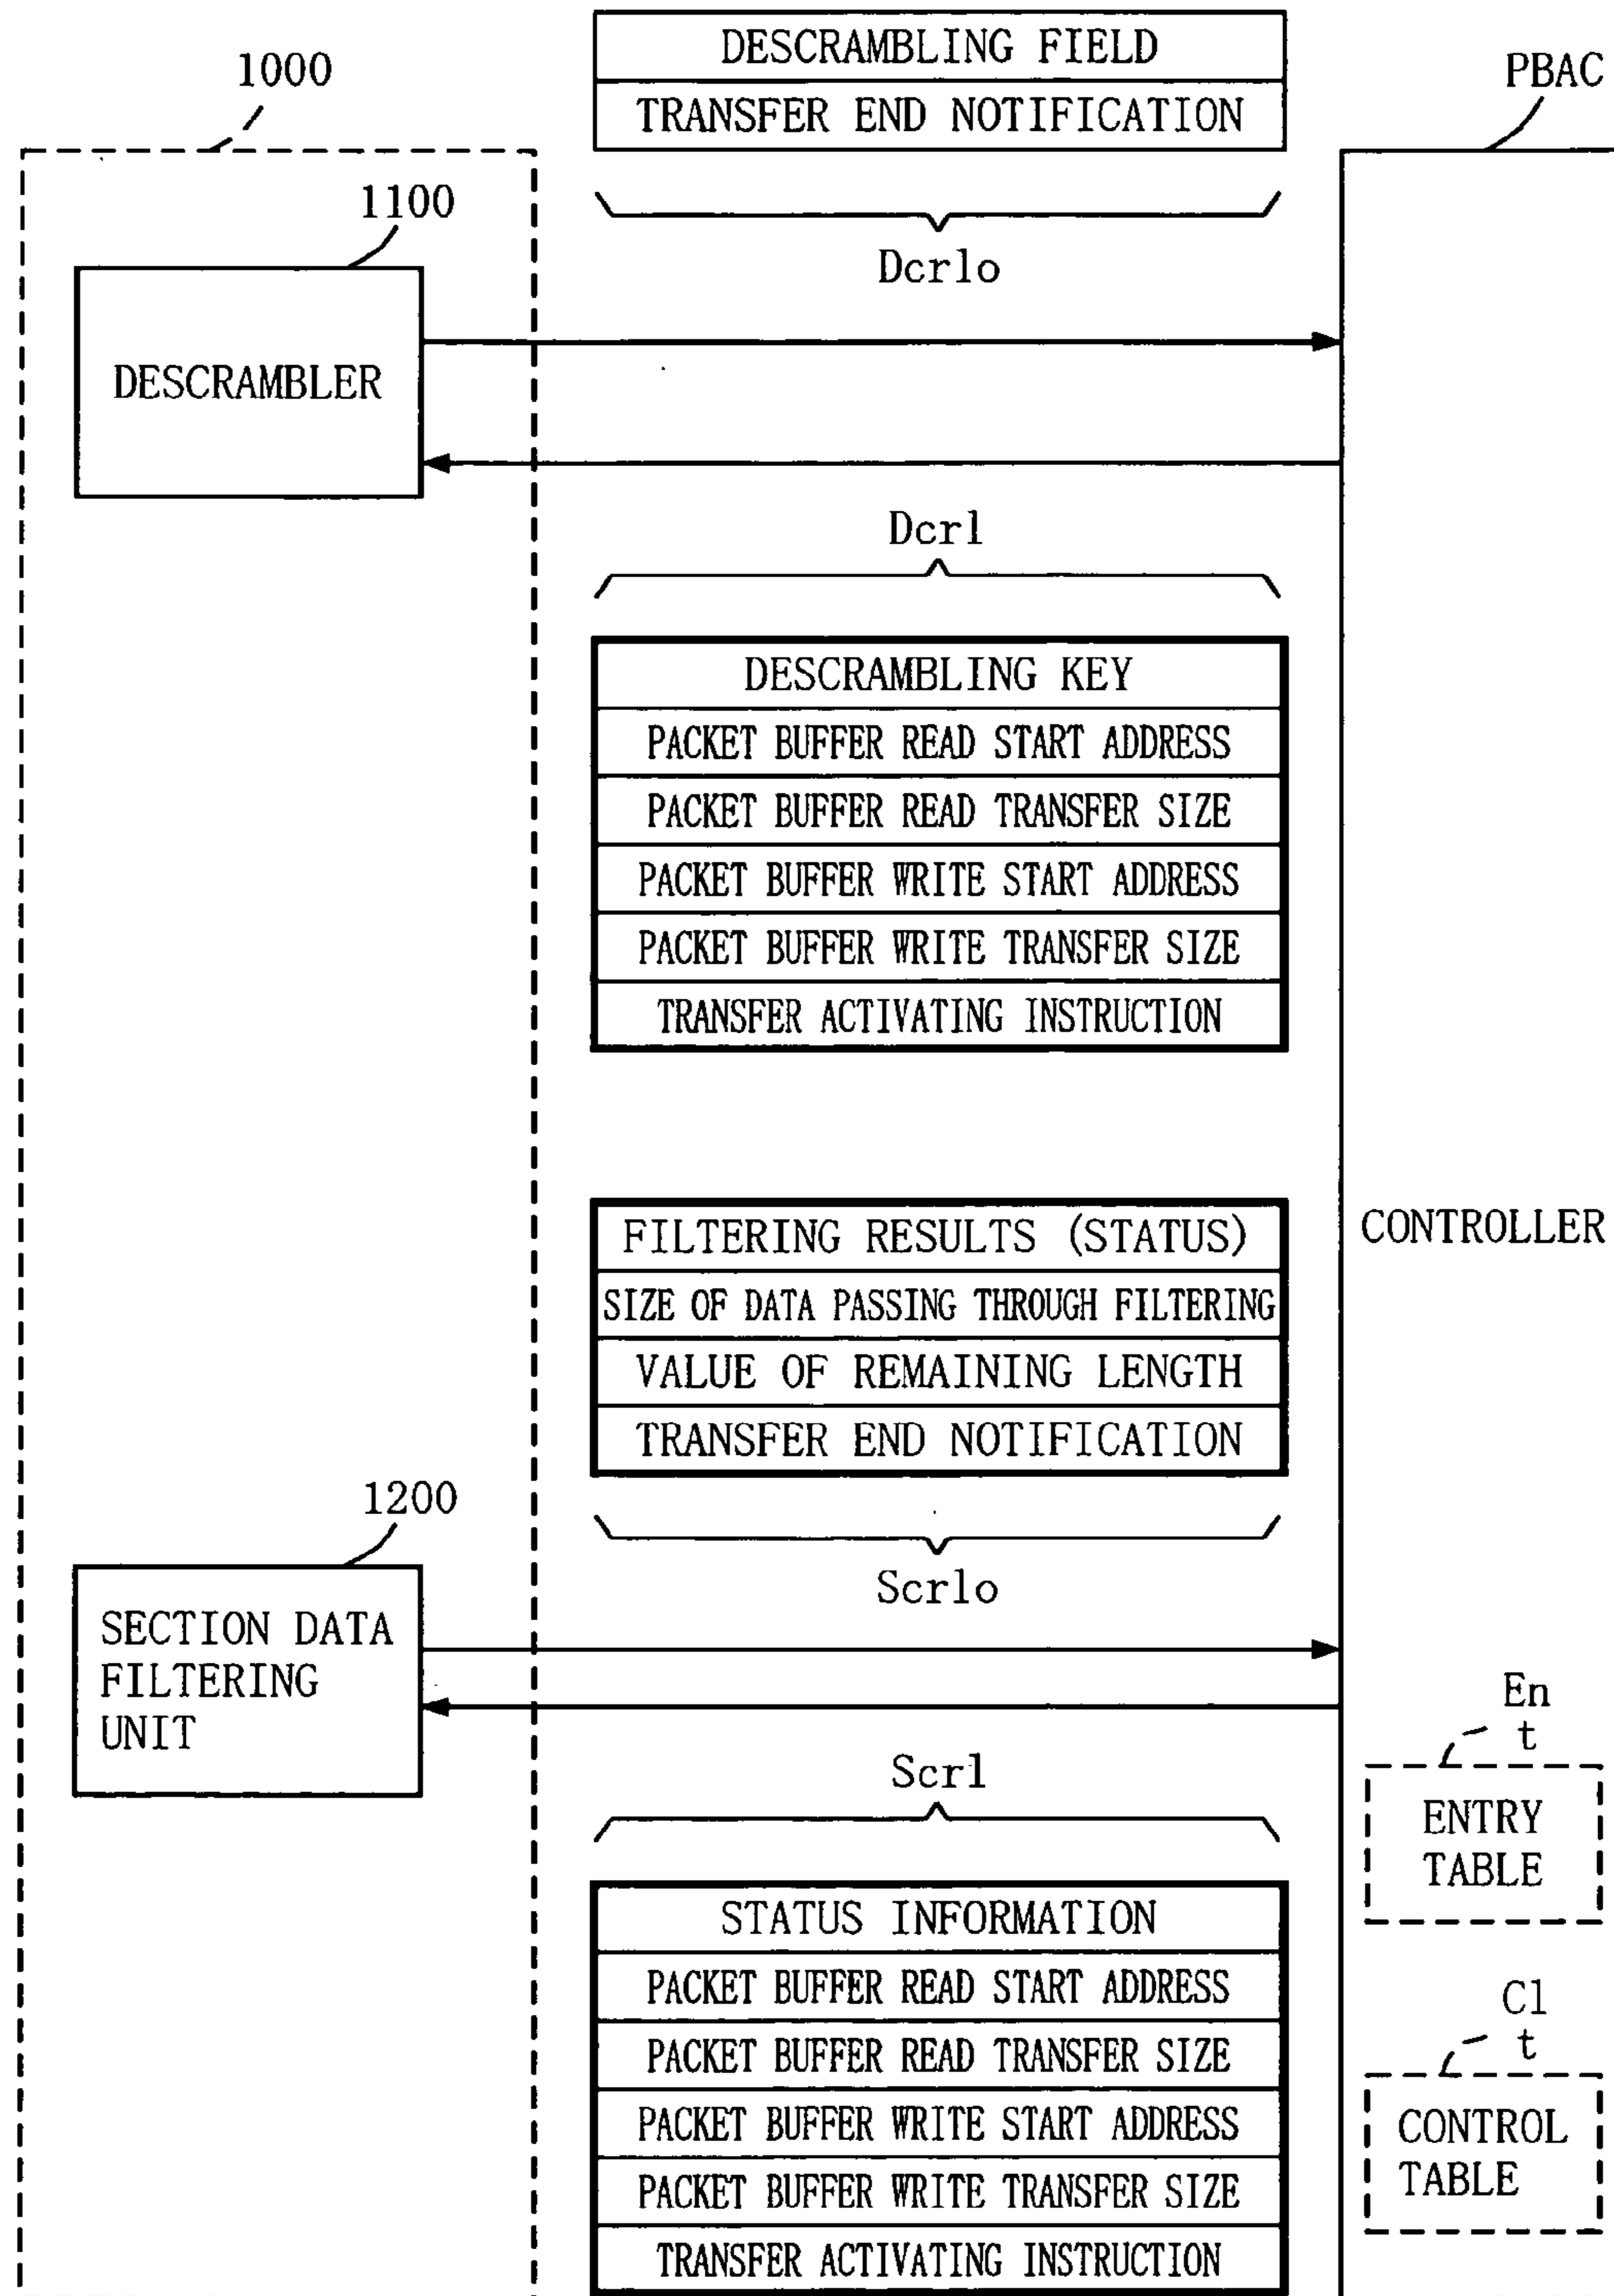 DESCRAMBLING FIELD
TRANSFER END NOTIFICATION
1000
PBAC
1100
Dcrlo
DESCRAMBLER
Dcrl
DESCRAMBLING KEY
PACKET BUFFER READ START ADDRESS
PACKET BUFFER READ TRANSFER SIZE
PACKET BUFFER WRITE START ADDRESS
PACKET BUFFER WRITE TRANSFER SIZE
TRANSFER ACTIVATING INSTRUCTION
FILTERING RESULTS (STATUS)
SIZE OF DATA PASSING THROUGH FILTERING
VALUE OF REMAINING LENGTH
TRANSFER END NOTIFICATION
CONTROLLER
1200
Scrlo
SECTION DATA
FILTERING
UNIT
Scrl
En
t
ENTRY
TABLE
STATUS INFORMATION
PACKET BUFFER READ START ADDRESS
PACKET BUFFER READ TRANSFER SIZE
PACKET BUFFER WRITE START ADDRESS
PACKET BUFFER WRITE TRANSFER SIZE
TRANSFER ACTIVATING INSTRUCTION
Cl
t
CONTROL
TABLE